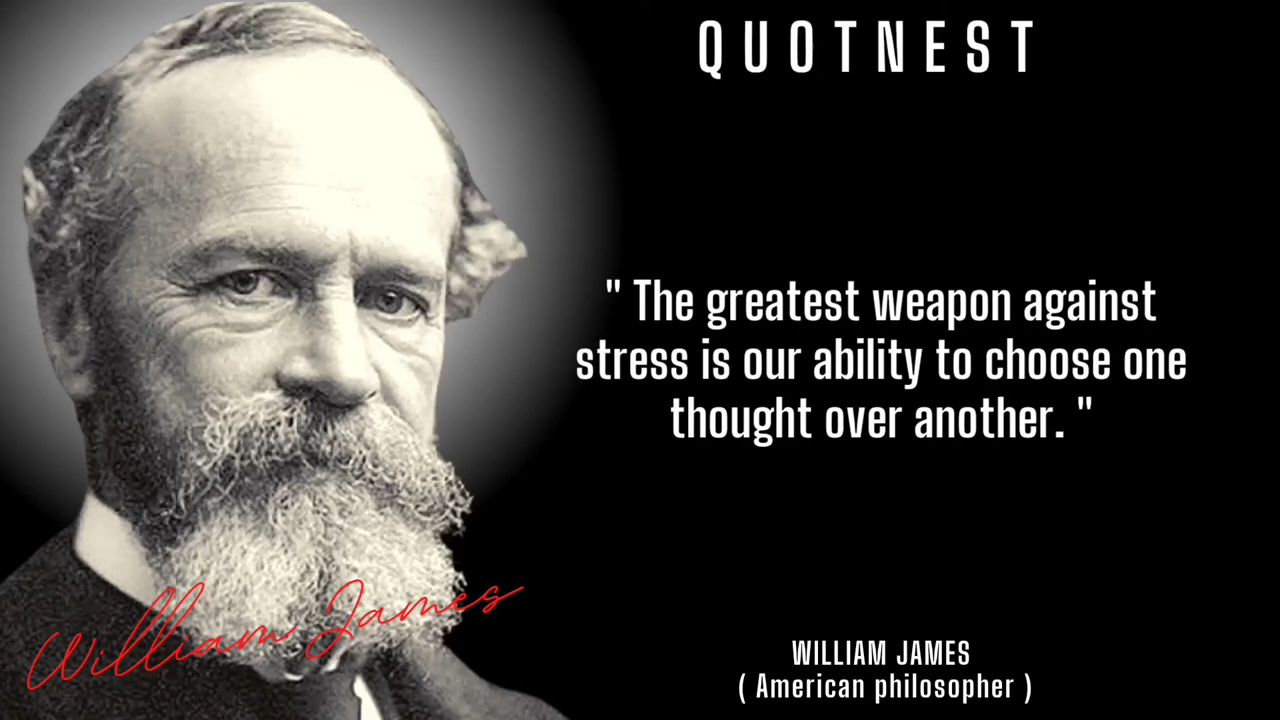 QUOTNEST
" The greatest weapon against
stress is our ability to choose one
thought over another. "
William James
WILLIAM JAMES
( American philosopher )